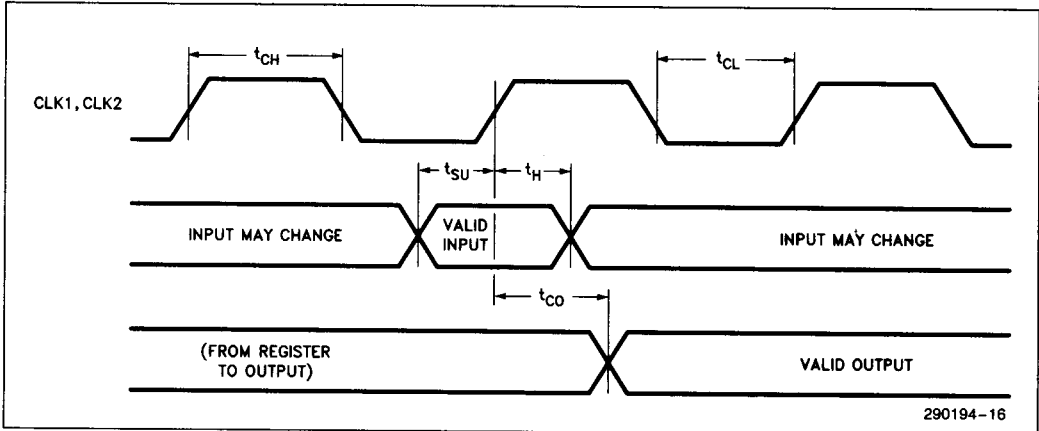 tCH
tCL
CLK1, CLK2
tSU
tH
INPUT MAY CHANGE
VALID
INPUT
INPUT MAY CHANGE
tCO
(FROM REGISTER
TO OUTPUT)
VALID OUTPUT
290194-16